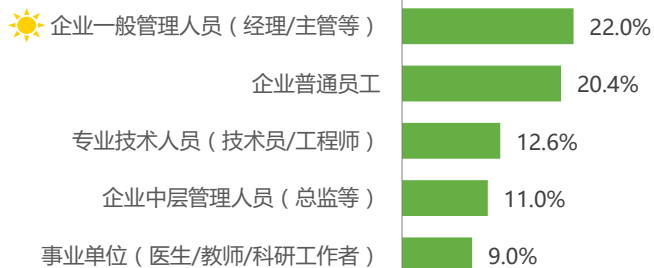 企业一般管理人员（经理/主管等） 22.0%
企业普通员工 20.4%
专业技术人员（技术员/工程师） 12.6%
企业中层管理人员（总监等） 11.0%
事业单位（医生/教师/科研工作者） 9.0%